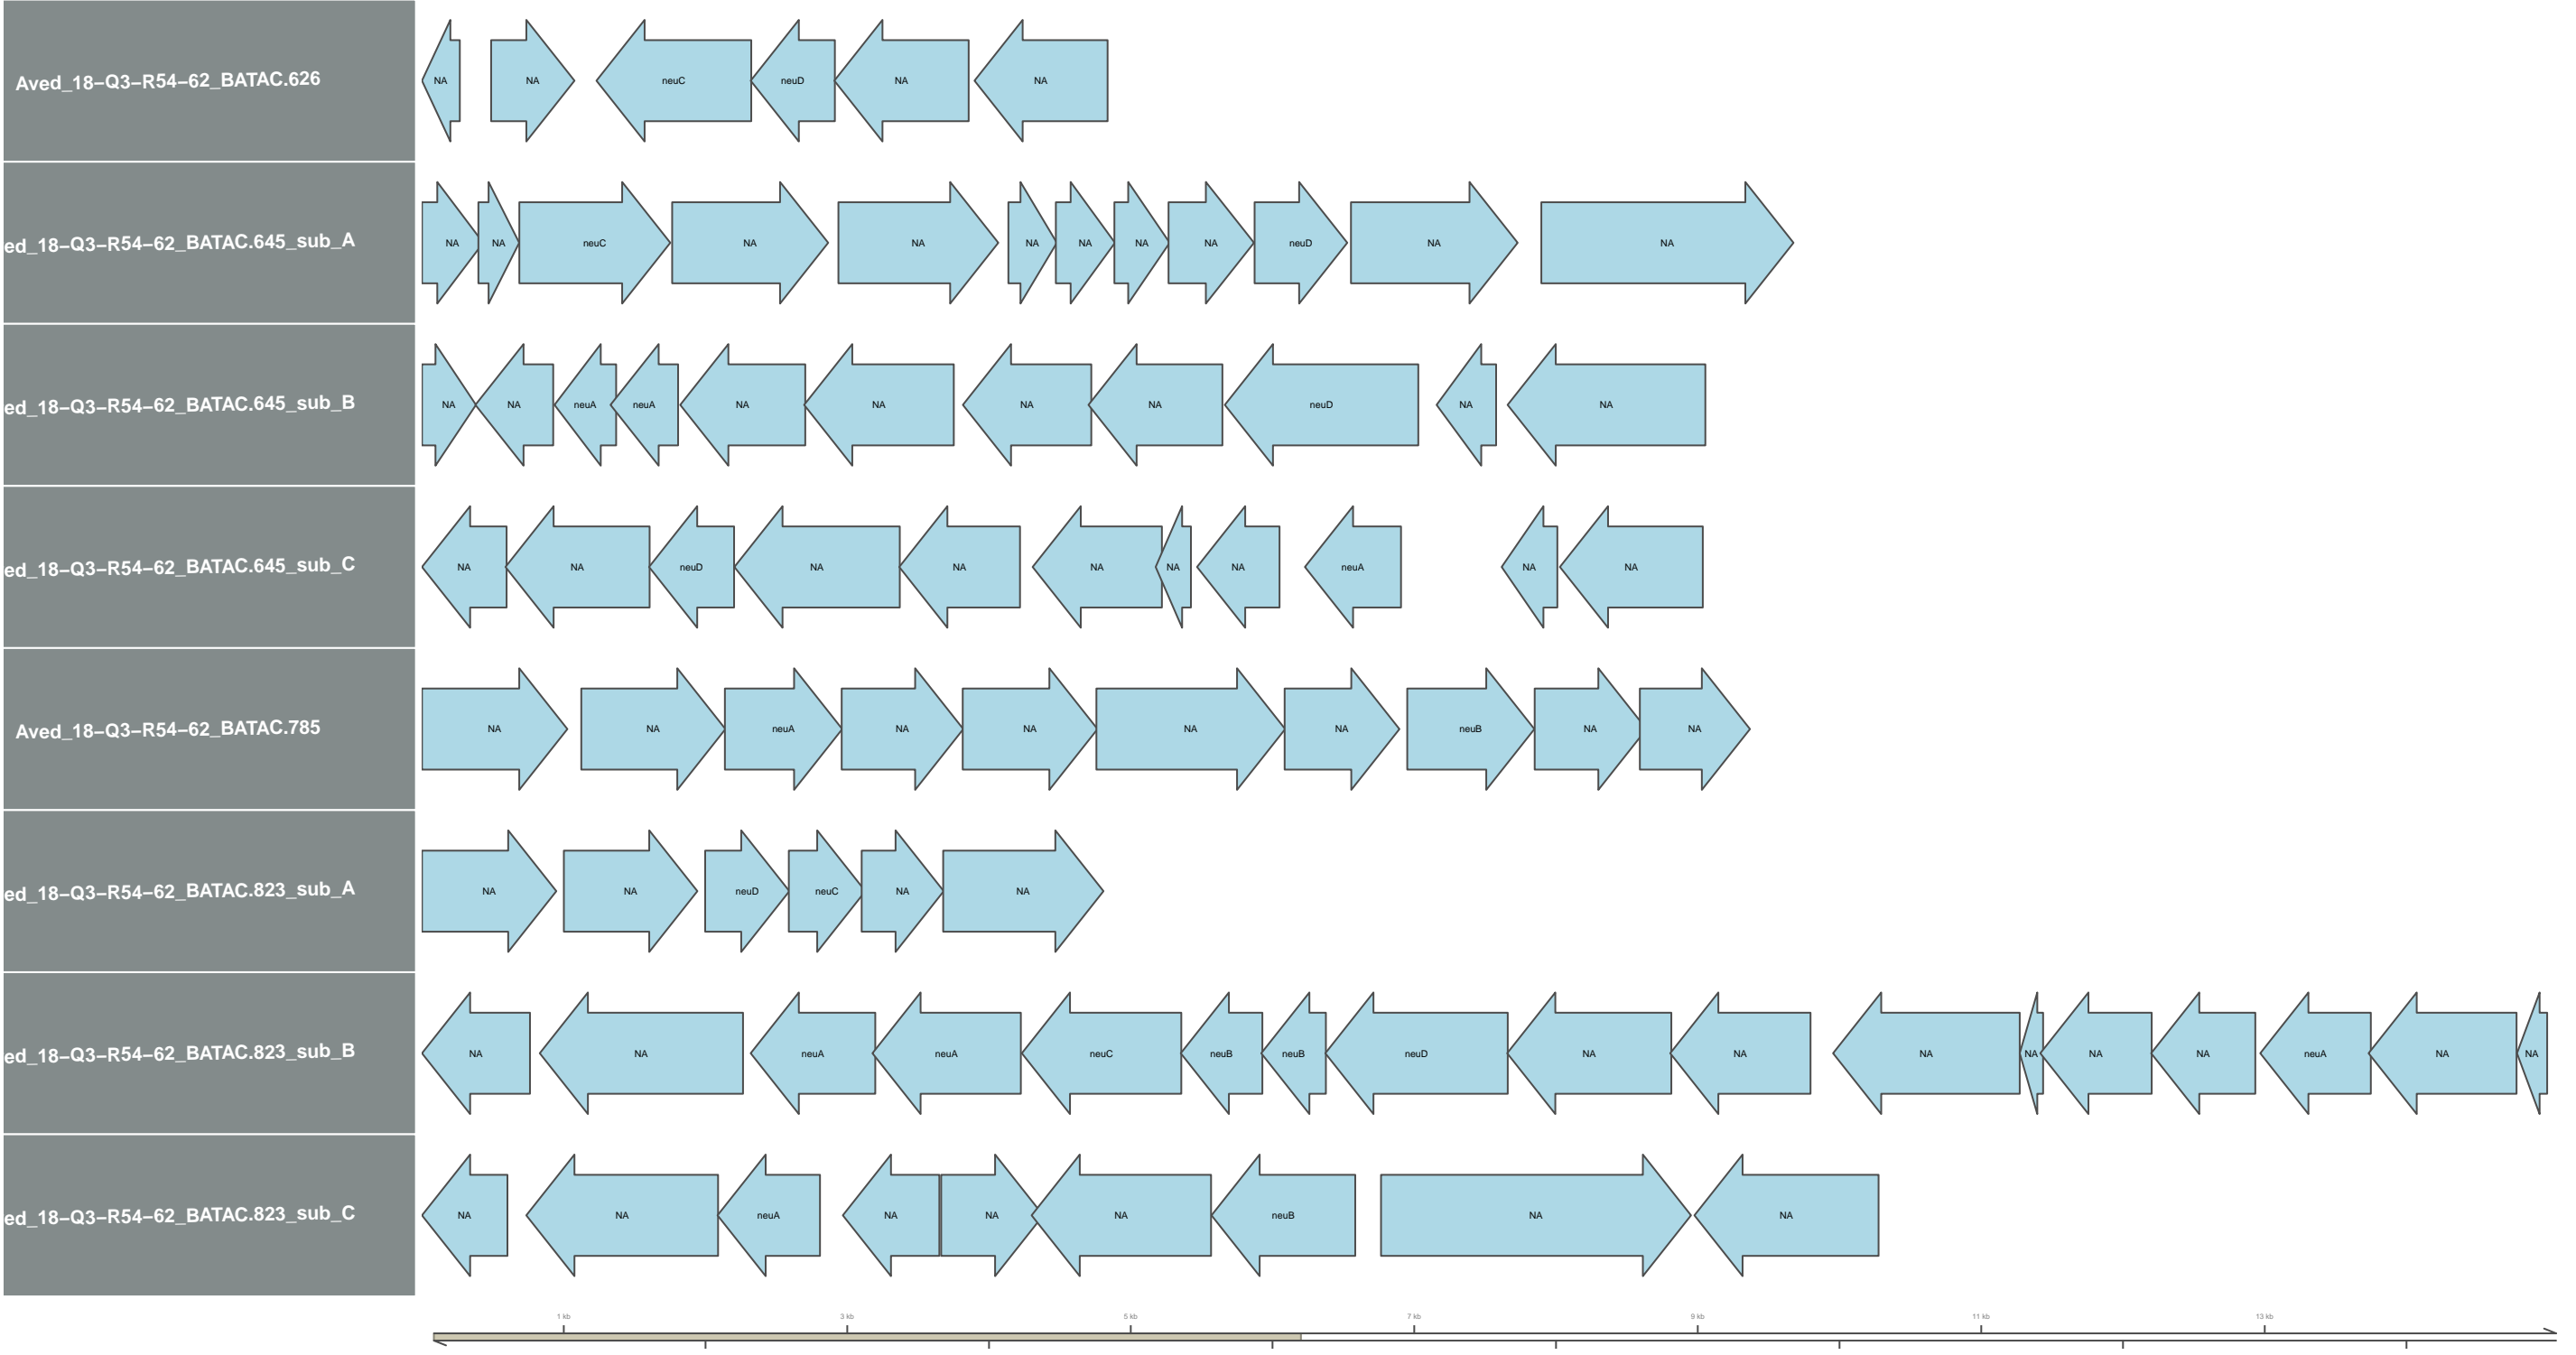 Aved_18−Q3−R54−62_BATAC.626
NA NA neuC neuD NA NA
ed_18−Q3−R54−62_BATAC.645_sub_A
NA NA neuC NA NA NA NA NA NA neuD NA NA
ed_18−Q3−R54−62_BATAC.645_sub_B
NA NA neuA neuA NA NA NA NA neuD NA NA
ed_18−Q3−R54−62_BATAC.645_sub_C
NA NA neuD NA NA NA NA NA neuA NA NA
Aved_18−Q3−R54−62_BATAC.785
NA NA neuA NA NA NA NA neuB NA NA
ed_18−Q3−R54−62_BATAC.823_sub_A
NA NA neuD neuC NA NA
ed_18−Q3−R54−62_BATAC.823_sub_B
NA NA neuA neuA neuC neuB neuB neuD NA NA NA NA NA NA neuA NA NA
ed_18−Q3−R54−62_BATAC.823_sub_C
NA NA neuA NA NA NA neuB NA NA
1 kb 3 kb 5 kb 7 kb 9 kb 11 kb 13 kb